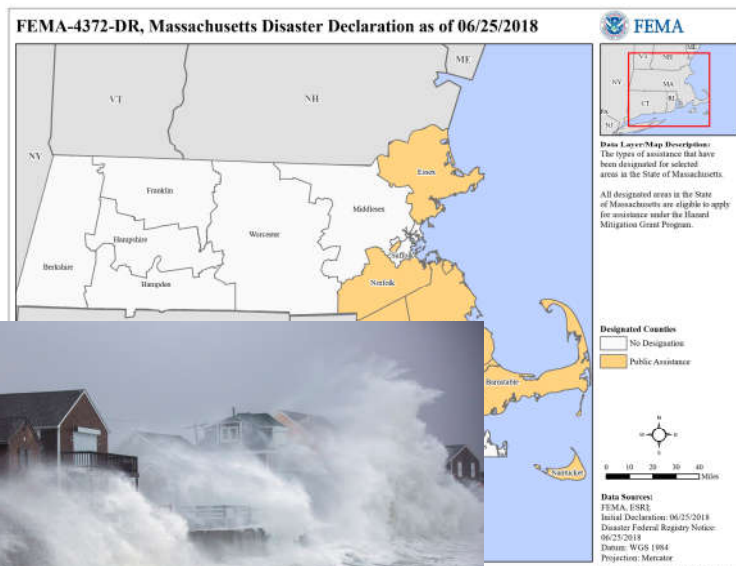 FEMA-4372-DR, Massachusetts Disaster Declaration as of 06/25/2018
FEMA
ME
VT
NH
NY
Essex
Franklin
Middlesex
Hampshire
Worcester
Berkshire
Hampden
Norfolk
Barnstable
Nantucket
VT
NH
ME
NY
MA
CT
RI
NJ
Data Layer/Map Description:
The types of assistance that have
been designated for selected
areas in the State of Massachusetts.
All designated areas in the State
of Massachusetts are eligible to apply
for assistance under the Hazard
Mitigation Grant Program.
Designated Counties
No Designation
Public Assistance
N
W
E
S
0 10 20 30 40
Miles
Data Sources:
FEMA, ESRI;
Initial Declaration: 06/25/2018
Disaster Federal Registry Notice:
06/25/2018
Datum: WGS 1984
Projection: Mercator